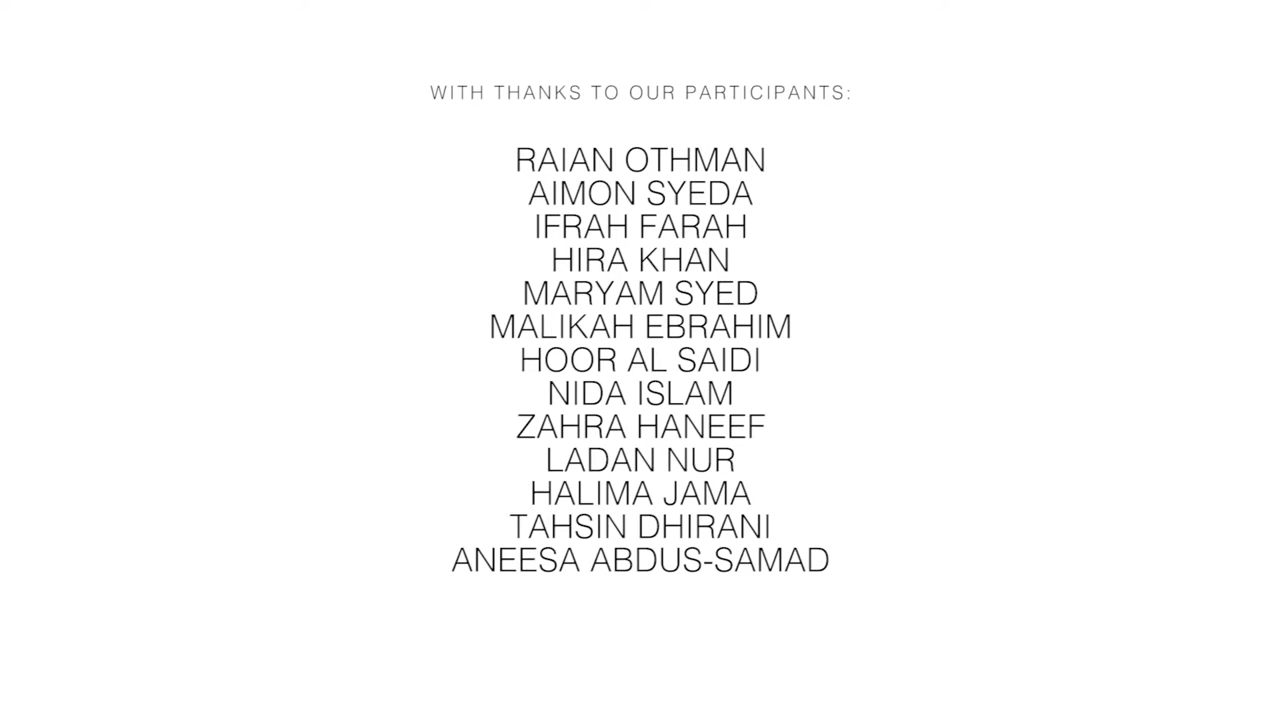 WITH THANKS TO OUR PARTICIPANTS:
RAIAN OTHMAN
AIMON SYEDA
IFRAH FARAH
HIRA KHAN
MARYAM SYED
MALIKAH EBRAHIM
HOOR AL SAIDI
NIDA ISLAM
ZAHRA HANEEF
LADAN NUR
HALIMA JAMA
TAHSIN DHIRANI
ANEESA ABDUS-SAMAD